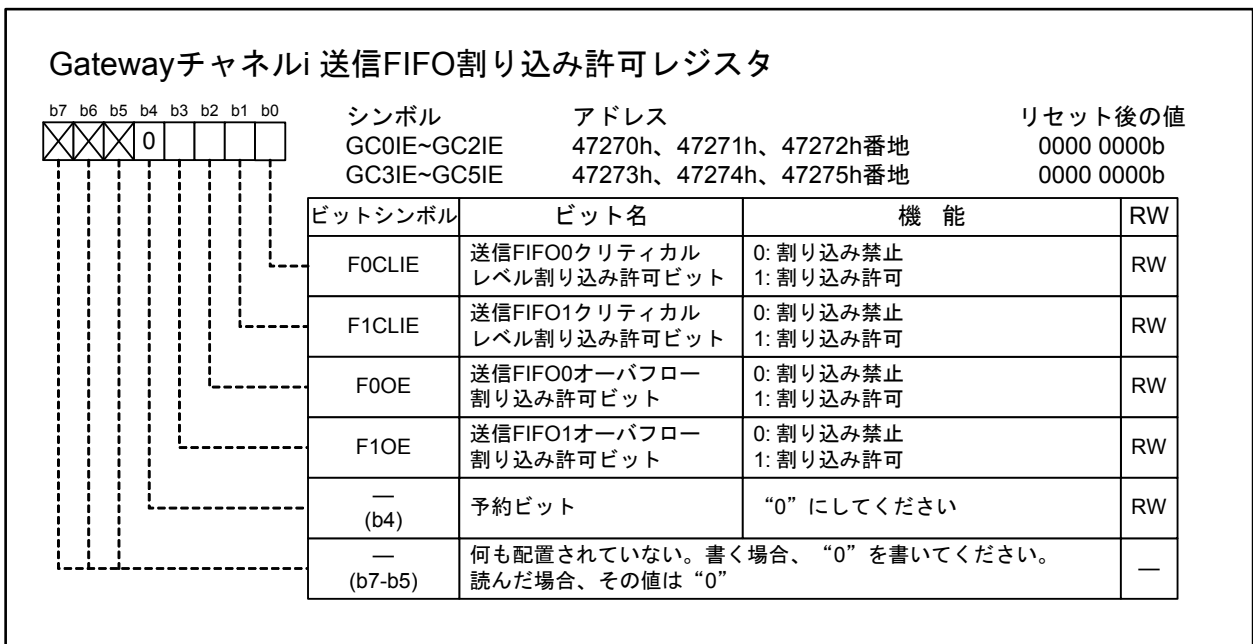 Gatewayチャネルi 送信FIFO割り込み許可レジスタ
b7 b6 b5 b4 b3 b2 b1 b0
0
シンボル アドレス リセット後の値
GC0IE~GC2IE 47270h、47271h、47272h番地 0000 0000b
GC3IE~GC5IE 47273h、47274h、47275h番地 0000 0000b
ビットシンボル ビット名 機 能 RW
F0CLIE 送信FIFO0クリティカル 0: 割り込み禁止 RW
レベル割り込み許可ビット 1: 割り込み許可
F1CLIE 送信FIFO1クリティカル 0: 割り込み禁止 RW
レベル割り込み許可ビット 1: 割り込み許可
F0OE 送信FIFO0オーバフロー 0: 割り込み禁止 RW
割り込み許可ビット 1: 割り込み許可
F1OE 送信FIFO1オーバフロー 0: 割り込み禁止 RW
割り込み許可ビット 1: 割り込み許可
— 予約ビット “0”にしてください RW
(b4)
— 何も配置されていない。書く場合、“0”を書いてください。 —
(b7-b5) 読んだ場合、その値は“0”